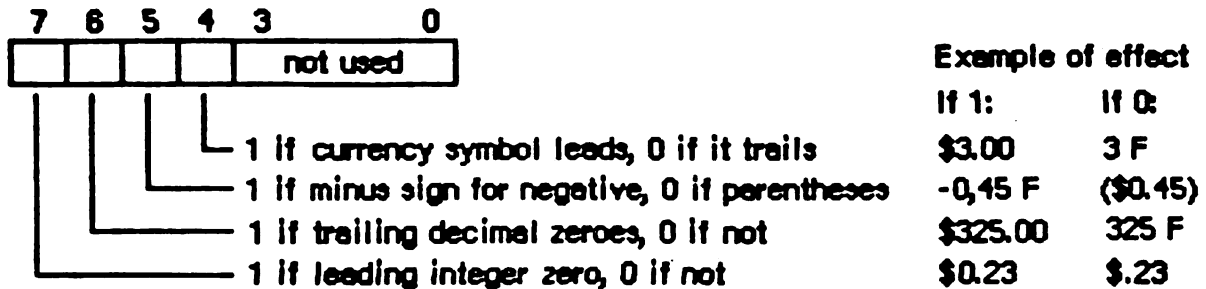 7 6 5 4 3 0
not used
Example of effect
If 1: If 0:
1 if currency symbol leads, 0 if it trails $3.00 3 F
1 if minus sign for negative, 0 if parentheses -0,45 F ($0.45)
1 if trailing decimal zeroes, 0 if not $325.00 325 F
1 if leading integer zero, 0 if not $0.23 $.23